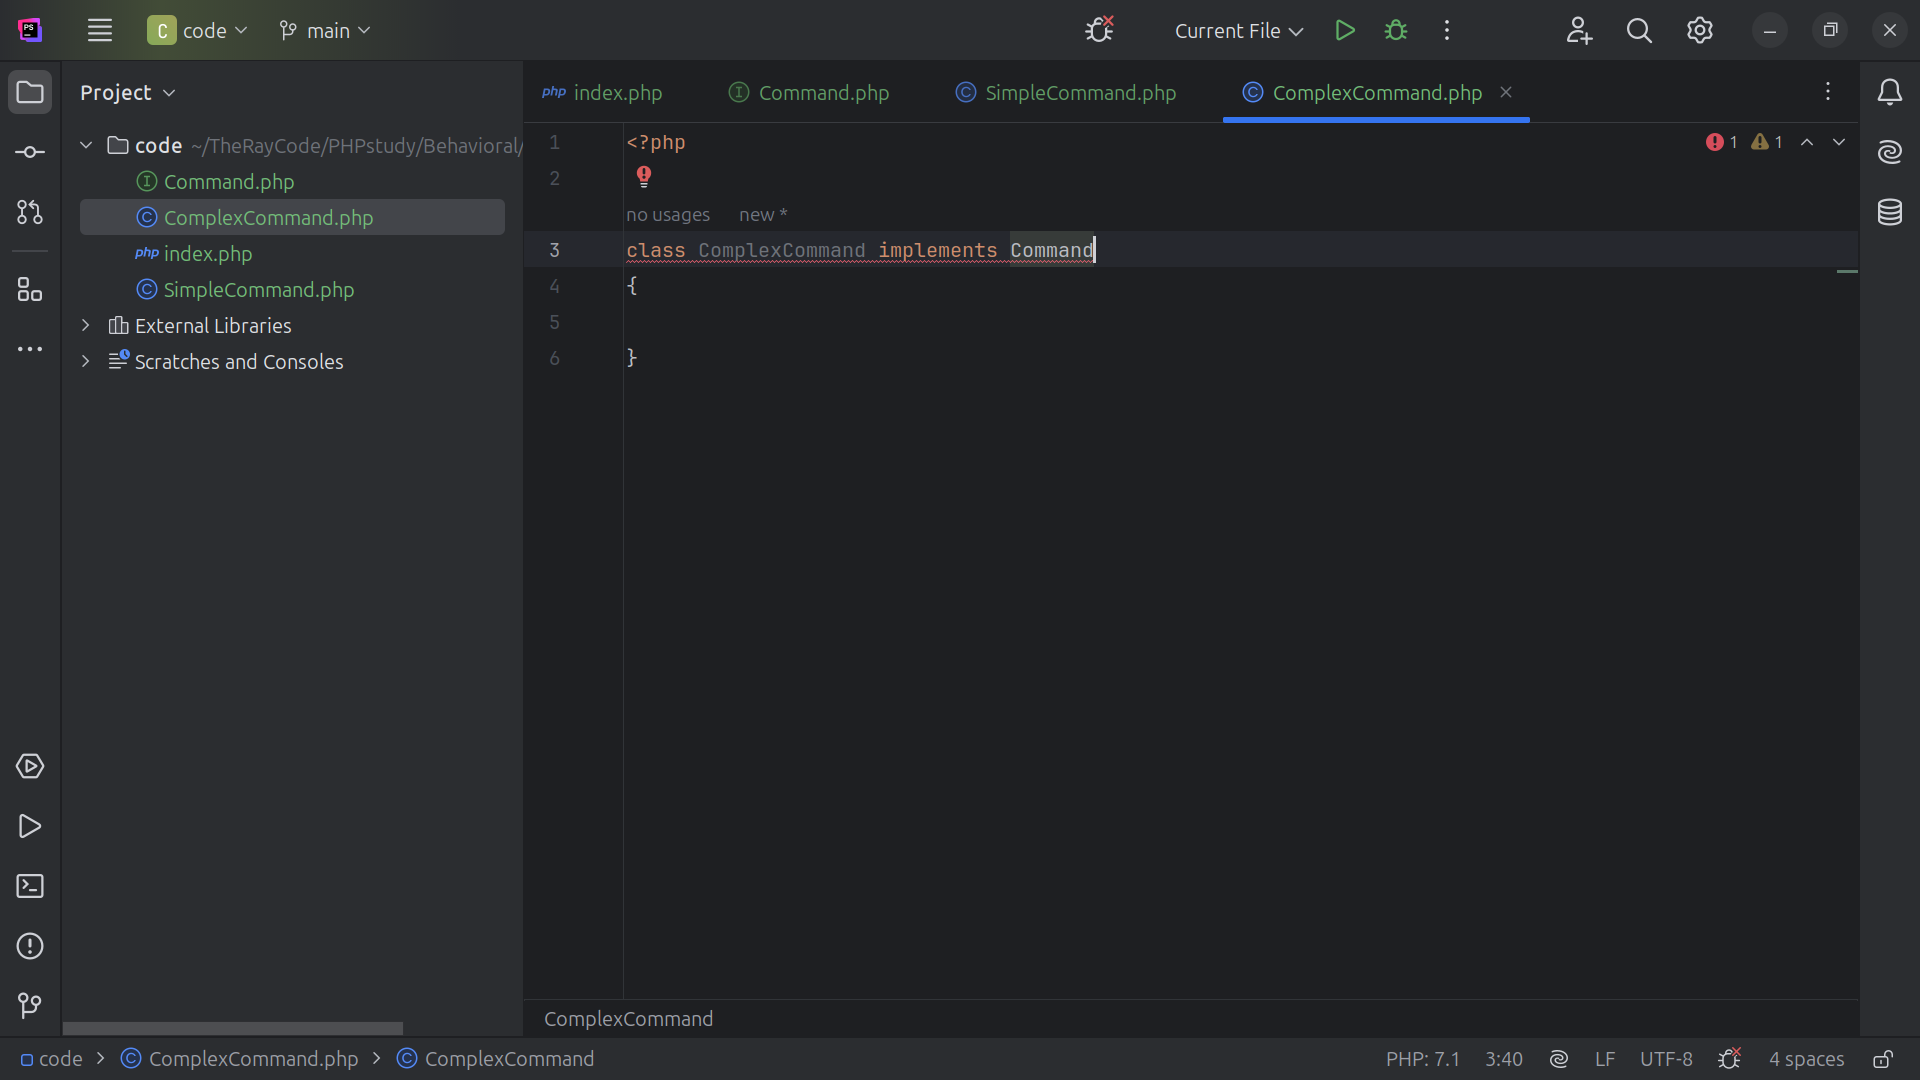 PS
C code
main
Current File
Project
index.php
Command.php
SimpleCommand.php
ComplexCommand.php
code ~/TheRayCode/PHPstudy/Behavioral/
Command.php
ComplexCommand.php
php index.php
SimpleCommand.php
External Libraries
Scratches and Consoles
1 <?php
1 1
2
no usages new *
3 class ComplexCommand implements Command
4 {
5
6 }
ComplexCommand
code > ComplexCommand.php > ComplexCommand
PHP: 7.1 3:40 LF UTF-8 4 spaces